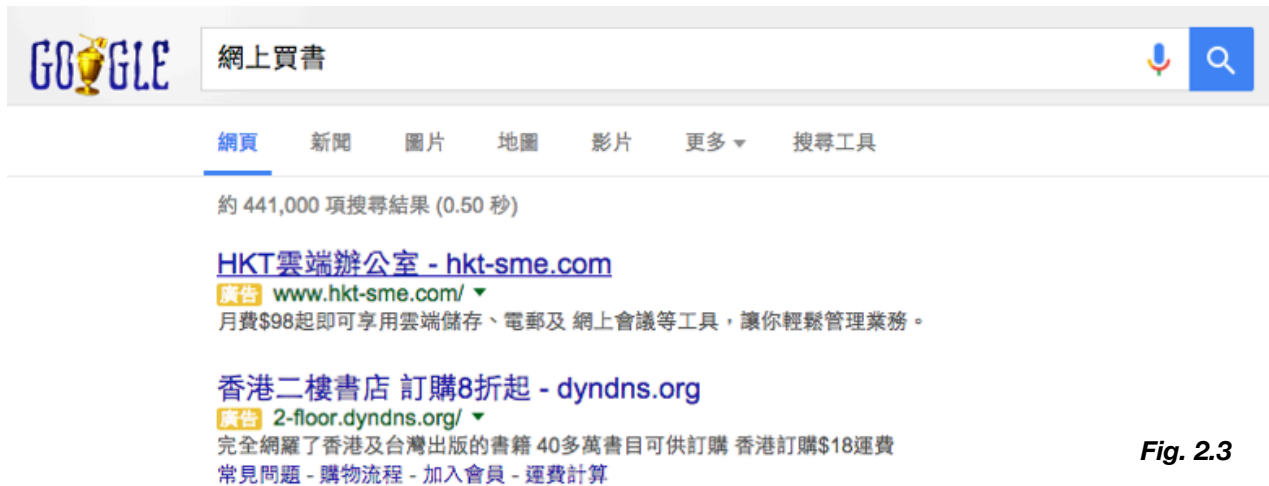 GOOGLE
網上買書
網頁 新聞 圖片 地圖 影片 更多 搜尋工具
約 441,000 項搜尋結果 (0.50 秒)
HKT雲端辦公室 - hkt-sme.com
廣告 www.hkt-sme.com/
月費$98起即可享用雲端儲存、電郵及 網上會議等工具，讓你輕鬆管理業務。
香港二樓書店 訂購8折起 - dyndns.org
廣告 2-floor.dyndns.org/
完全網羅了香港及台灣出版的書籍 40多萬書目可供訂購 香港訂購$18運費
常見問題 - 購物流程 - 加入會員 - 運費計算
Fig. 2.3